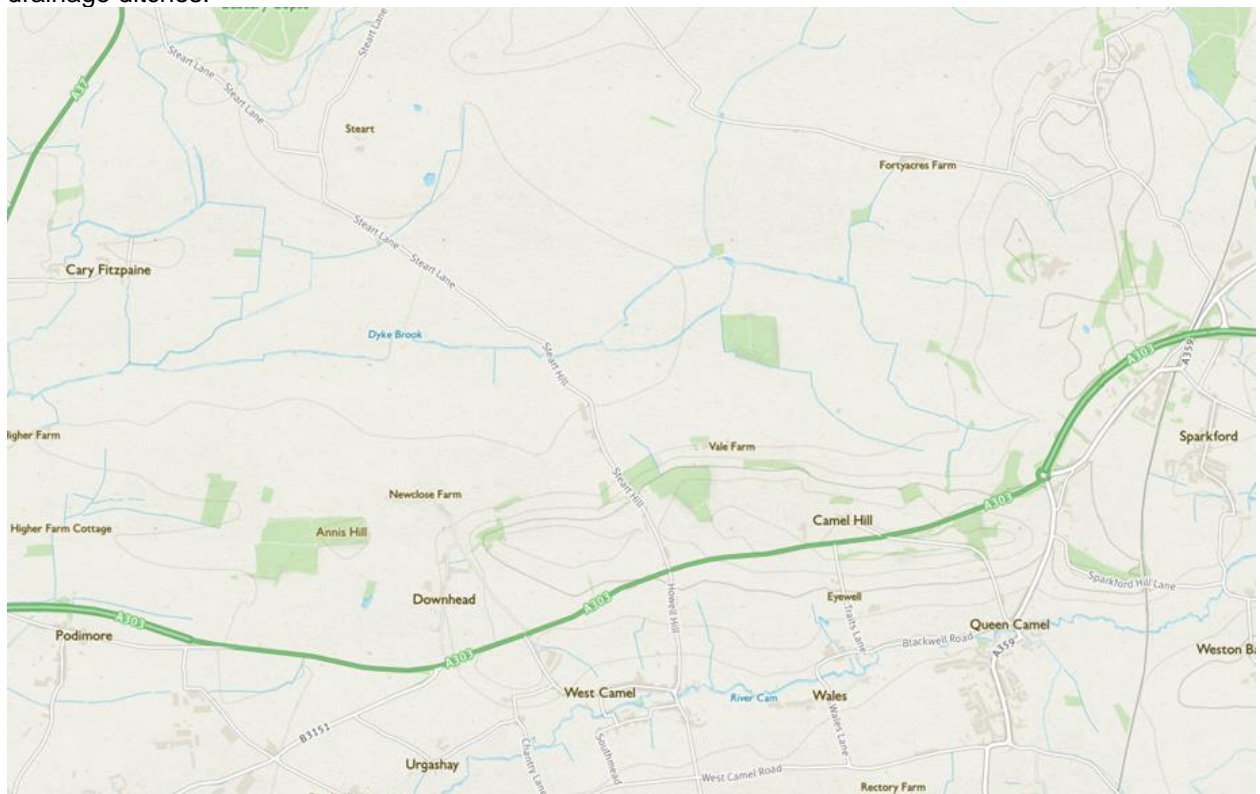 drainage ditches.
Steart Lane
Steart Lane
Steart Lane
A37
Steart
Fortyacres Farm
Steart Lane
Steart Lane
Cary Fitzpaine
Dyke Brook
A303
A359
Steart Hill
Higher Farm
Sparkford
Vale Farm
Steart Hill
Newclose Farm
A303
Camel Hill
Higher Farm Cottage
Annis Hill
Sparkford Hill Lane
Downhead
A303
Howell Hill
Eyewell
Traits Lane
A303
Podimore
Queen Camel
Blackwell Road
A359
Weston Ba
A303
West Camel
River Cam
Wales
Wales Lane
B3151
Chantry Lane
Southmead
Urgashay
West Camel Road
Rectory Farm